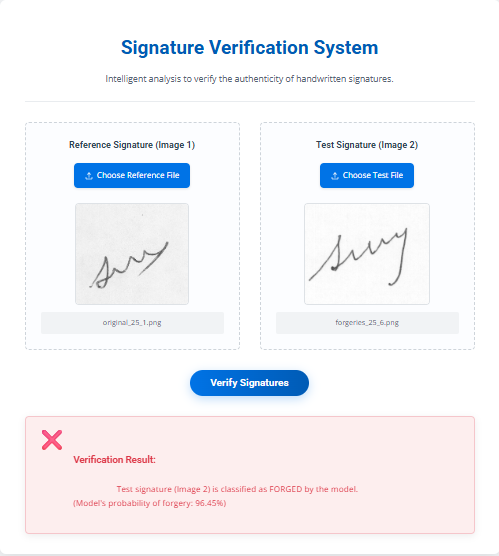 Signature Verification System
Intelligent analysis to verify the authenticity of handwritten signatures.
Reference Signature (Image 1)
Choose Reference File
original_25_1.png
Test Signature (Image 2)
Choose Test File
forgeries_25_6.png
Verify Signatures
Verification Result:
Test signature (Image 2) is classified as FORGED by the model.
(Model's probability of forgery: 96.45%)